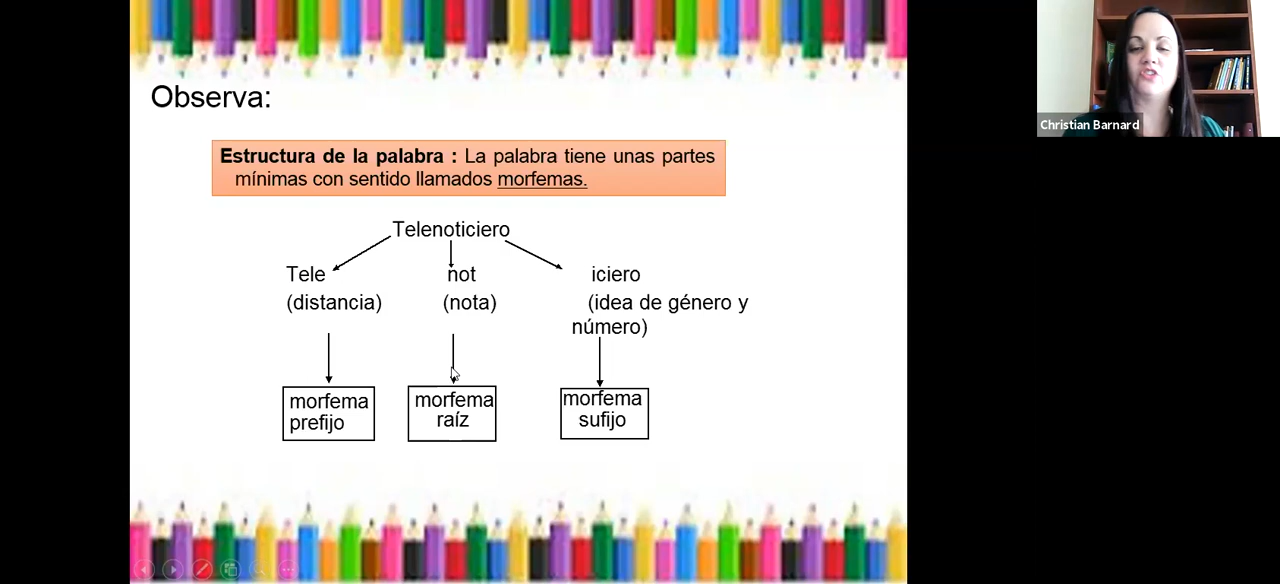 Observa:
Estructura de la palabra : La palabra tiene unas partes
mínimas con sentido llamados morfemas.
Telenoticiero
Tele not iciero
(distancia) (nota) (idea de género y
número)
morfema morfema morfema
prefijo raíz sufijo
Christian Barnard